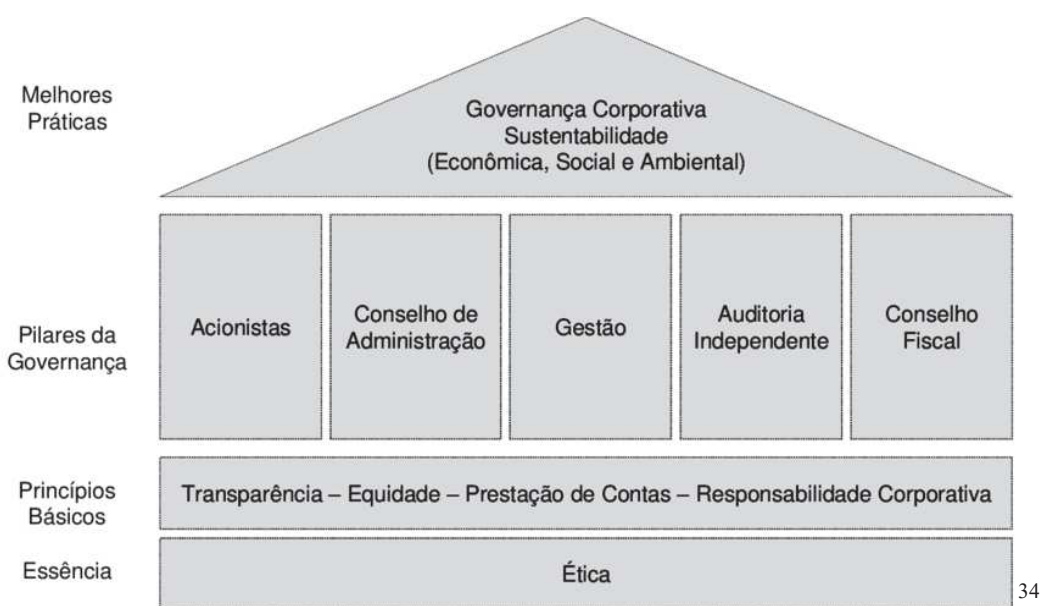 Melhores
Práticas
Governança Corporativa
Sustentabilidade
(Econômica, Social e Ambiental)
Pilares da
Governança
Acionistas
Conselho de
Administração
Gestão
Auditoria
Independente
Conselho
Fiscal
Princípios
Básicos
Transparência – Equidade – Prestação de Contas – Responsabilidade Corporativa
Essência
Ética
34